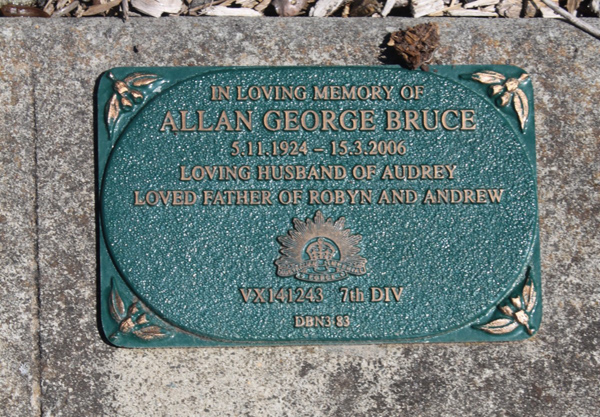 IN LOVING MEMORY OF
ALLAN GEORGE BRUCE
5.11.1924 – 15.3.2006
LOVING HUSBAND OF AUDREY
LOVED FATHER OF ROBYN AND ANDREW
VX141243 7th DIV
DBN3 83